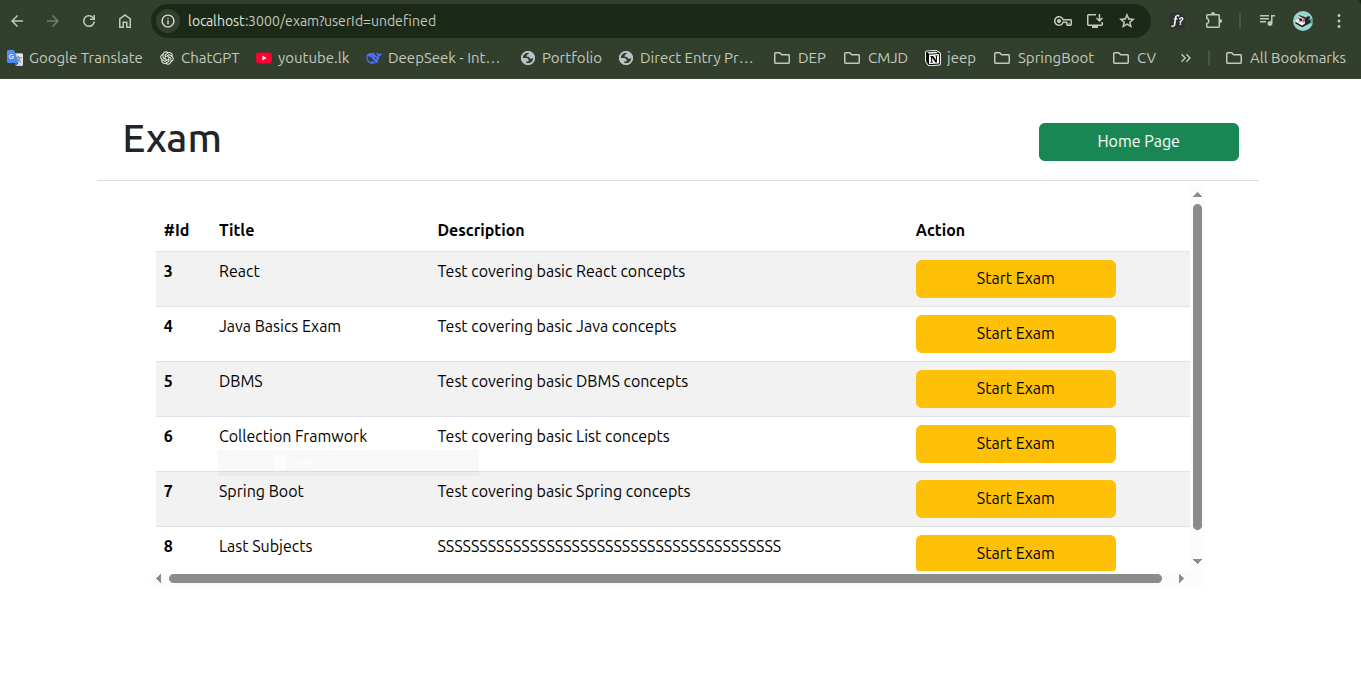 localhost:3000/exam?userId=undefined
Google Translate ChatGPT youtube.lk DeepSeek - Int... Portfolio Direct Entry Pr... DEP CMJD jeep SpringBoot CV » All Bookmarks
Exam
Home Page
#Id Title Description Action
3 React Test covering basic React concepts Start Exam
4 Java Basics Exam Test covering basic Java concepts Start Exam
5 DBMS Test covering basic DBMS concepts Start Exam
6 Collection Framwork Test covering basic List concepts Start Exam
7 Spring Boot Test covering basic Spring concepts Start Exam
8 Last Subjects SSSSSSSSSSSSSSSSSSSSSSSSSSSSSSSSSSSSSSSSS Start Exam